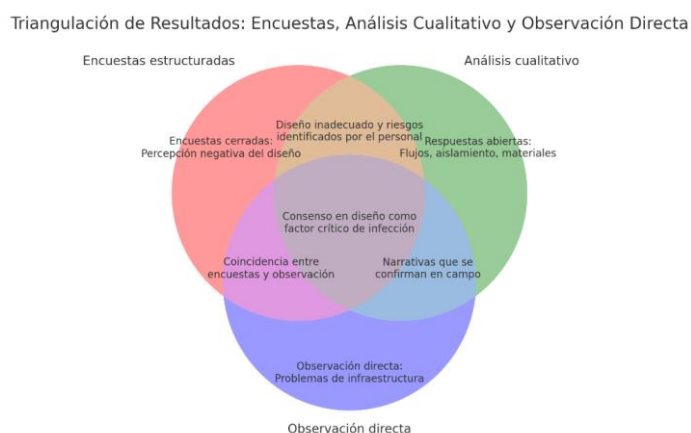 Triangulación de Resultados: Encuestas, Análisis Cualitativo y Observación Directa
Encuestas estructuradas
Análisis cualitativo
Diseño inadecuado y riesgos
identificados por el personal
Encuestas cerradas:
Percepción negativa del diseño
Respuestas abiertas:
Flujos, aislamiento, materiales
Consenso en diseño como
factor crítico de infección
Coincidencia entre
encuestas y observación
Narrativas que se
confirman en campo
Observación directa:
Problemas de infraestructura
Observación directa